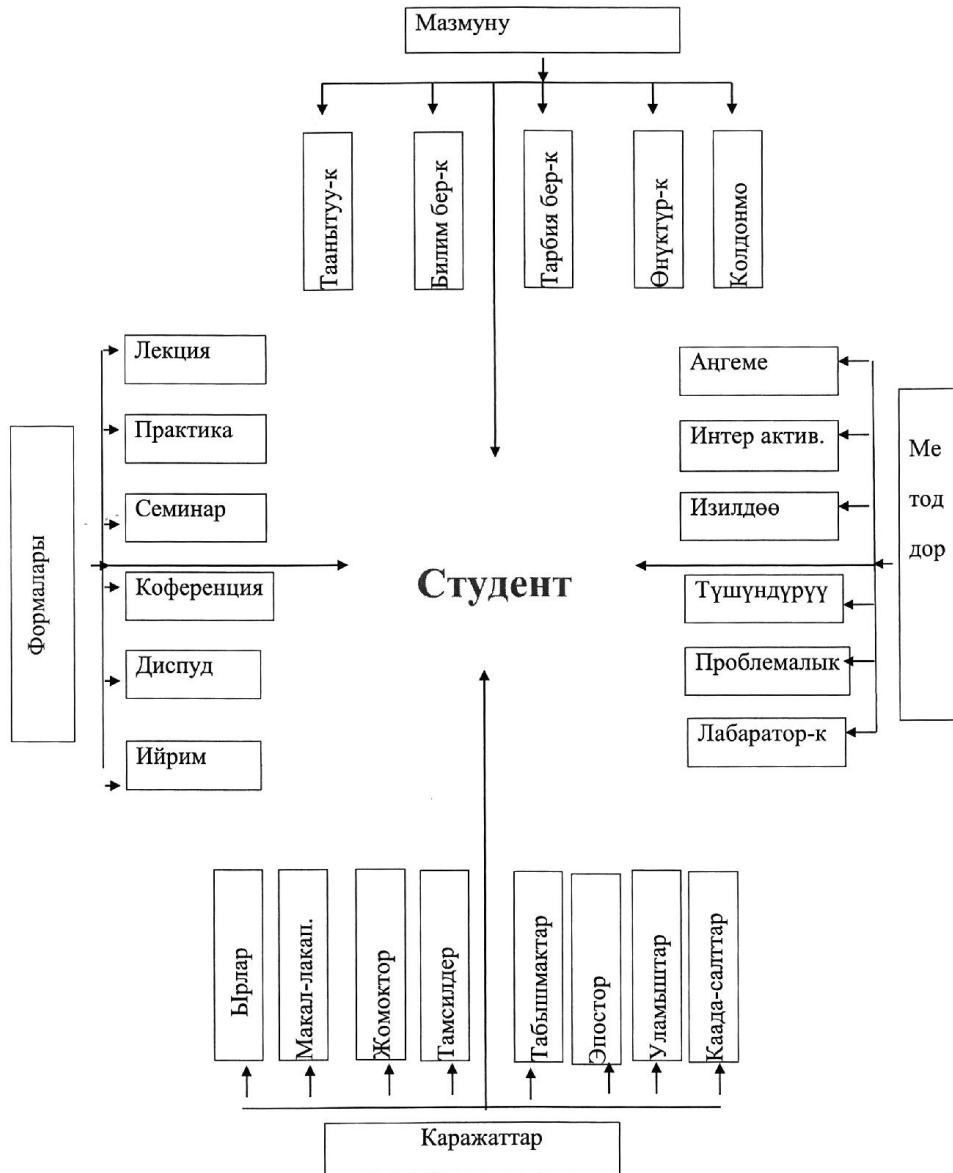 Мазмуну
Таанытуу-к
Билим бер-к
Тарбия бер-к
Өнүктүр-к
Колдонмо
Формалары
Лекция
Практика
Семинар
Коференция
Диспуд
Ийрим
Студент
Аңгеме
Интер актив.
Изилдөө
Түшүндүрүү
Проблемалык
Лабаратор-к
Ме
тод
дор
Ырлар
Макал-лакап.
Жомоктор
Тамсилдер
Табышмактар
Эпостор
Уламыштар
Каада-салттар
Каражаттар